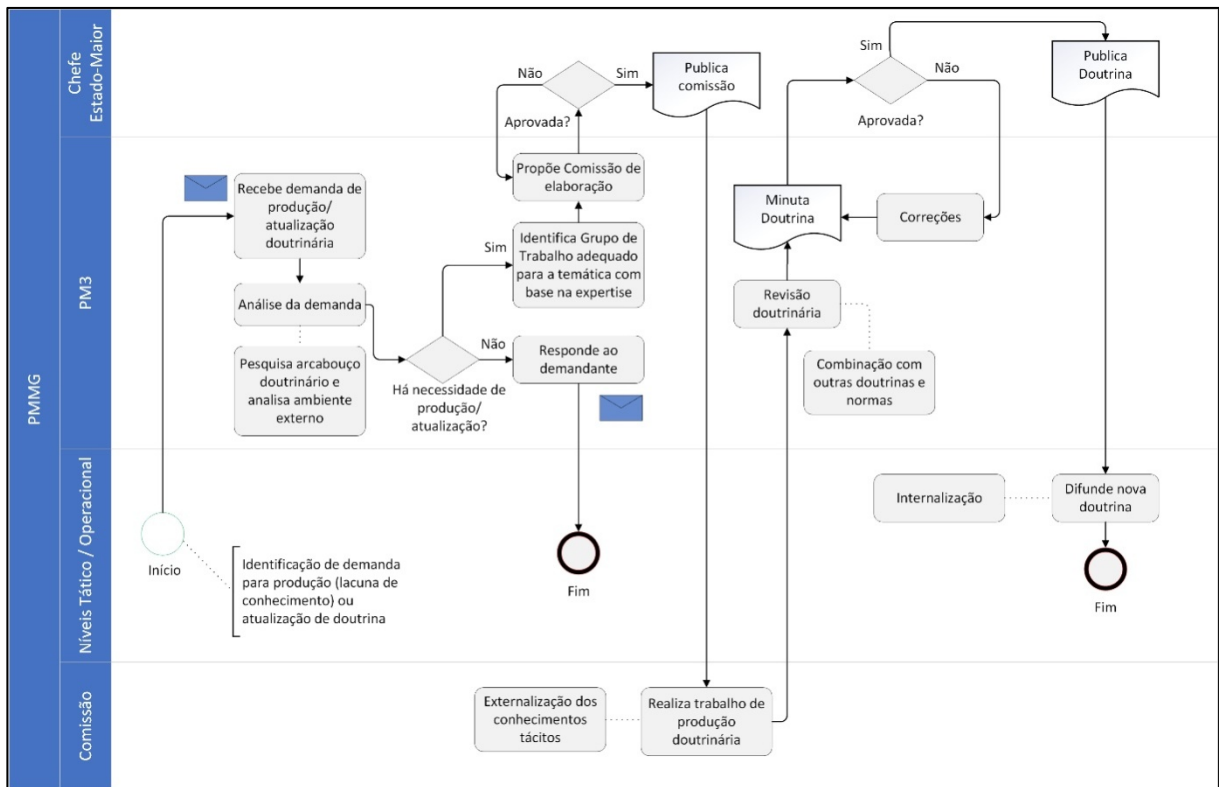 PMMG
Chefe
Estado-Maior
Não
Sim
Aprovada?
Publica
comissão
Sim
Não
Aprovada?
Publica
Doutrina
PM3
Recebe demanda de
produção/
atualização
doutrinária
Análise da demanda
Pesquisa arcabouço
doutrinário e
analisa ambiente
externo
Há necessidade de
produção/
atualização?
Sim
Não
Propõe Comissão de
elaboração
Identifica Grupo de
Trabalho adequado
para a temática com
base na expertise
Responde ao
demandante
Minuta
Doutrina
Correções
Revisão
doutrinária
Combinação com
outras doutrinas e
normas
Níveis Tático / Operacional
Início
Identificação de demanda
para produção (lacuna de
conhecimento) ou
atualização de doutrina
Fim
Internalização
Difunde nova
doutrina
Fim
Comissão
Externalização dos
conhecimentos
tácitos
Realiza trabalho de
produção
doutrinária